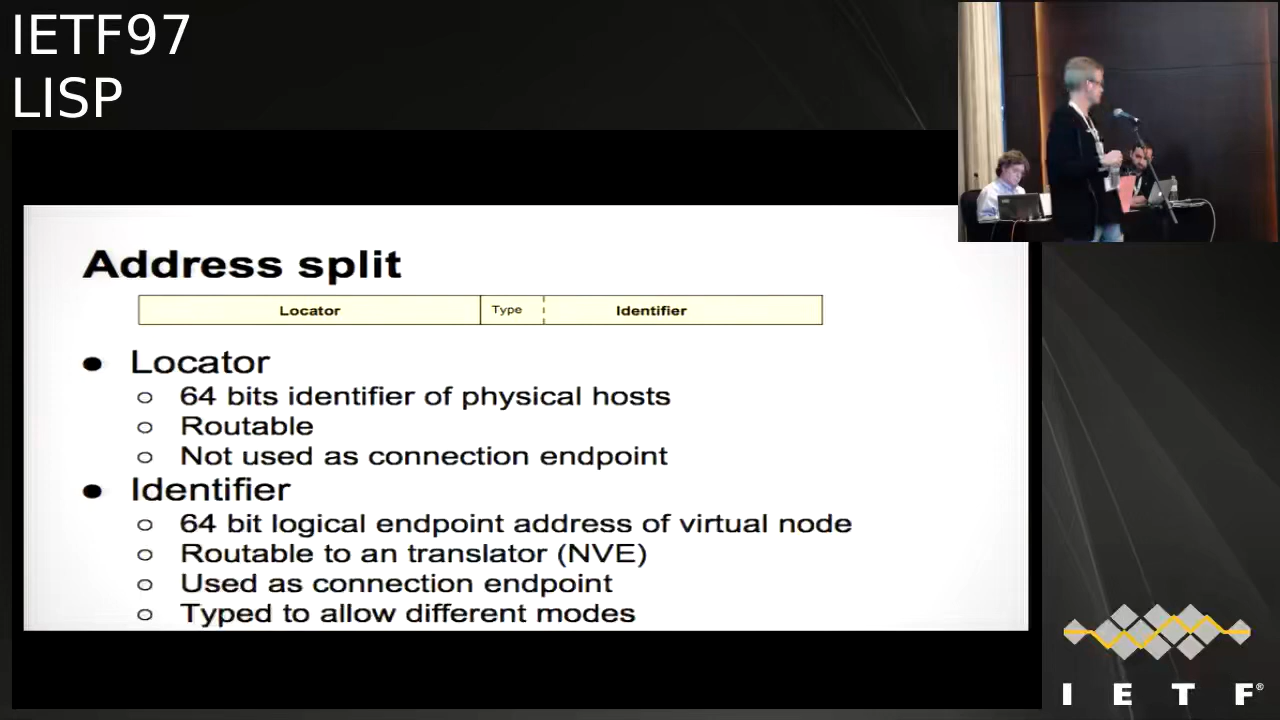 IETF97
LISP
Address split
Locator Type Identifier
● Locator
○ 64 bits identifier of physical hosts
○ Routable
○ Not used as connection endpoint
● Identifier
○ 64 bit logical endpoint address of virtual node
○ Routable to an translator (NVE)
○ Used as connection endpoint
○ Typed to allow different modes
I E T F®